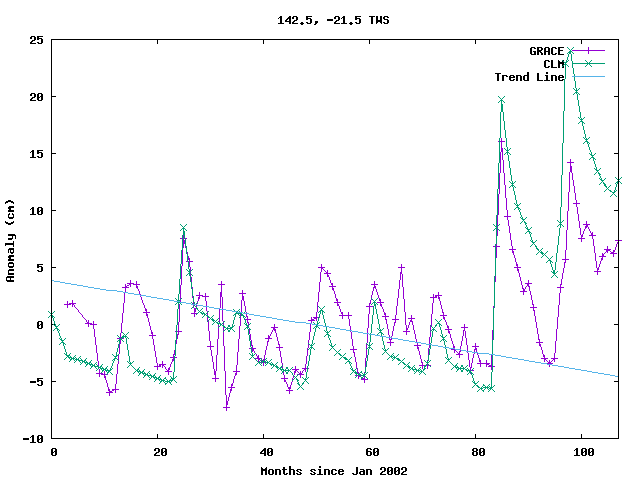 142.5, -21.5 TWS
GRACE
CLM
Trend Line
Anomaly (cm)
25
20
15
10
5
0
-5
-10
0 20 40 60 80 100
Months since Jan 2002